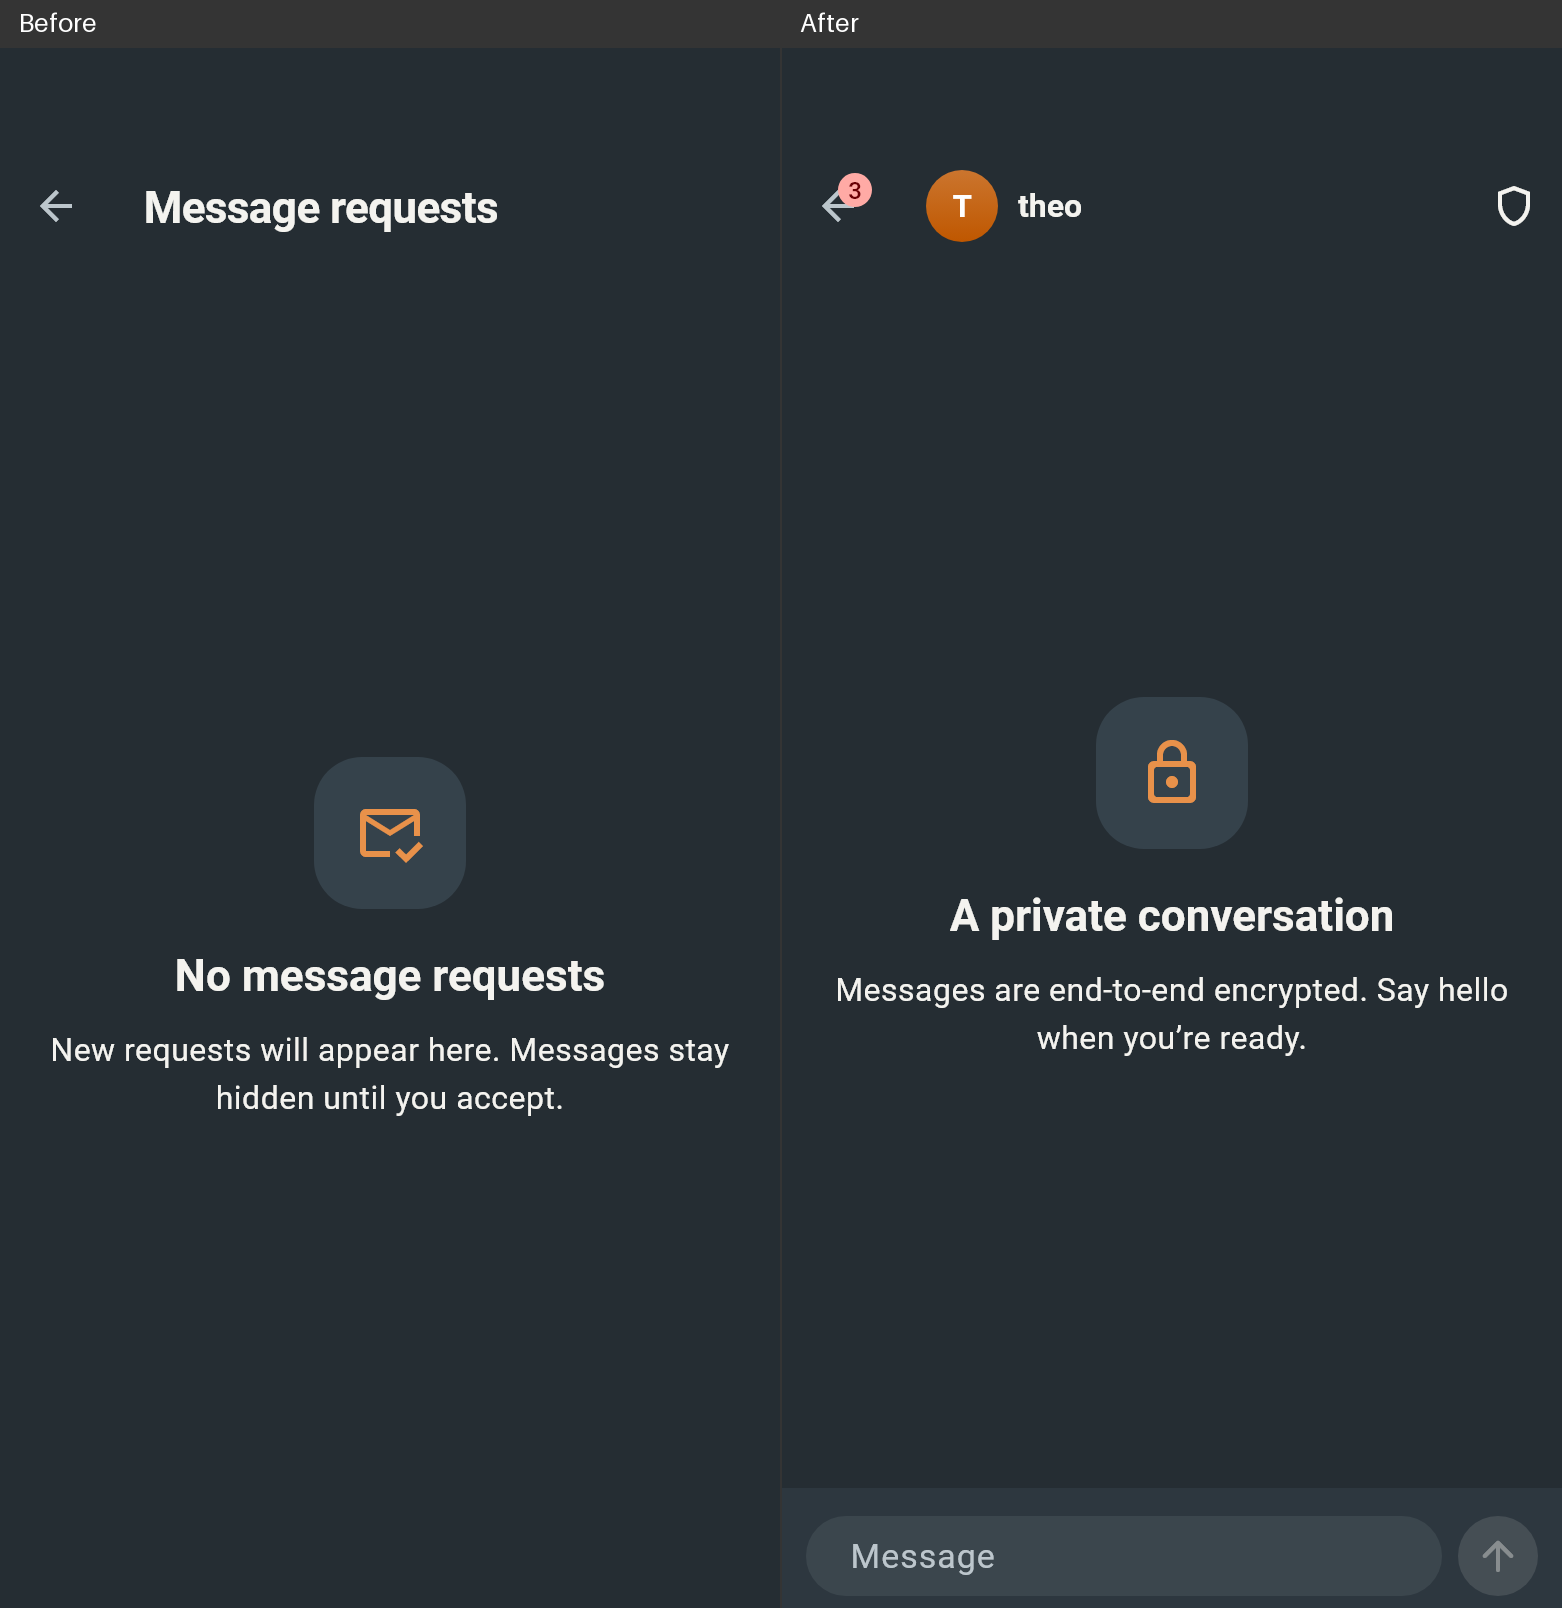 Before
Message requests
No message requests
New requests will appear here. Messages stay
hidden until you accept.
After
3
T
theo
A private conversation
Messages are end-to-end encrypted. Say hello
when you’re ready.
Message